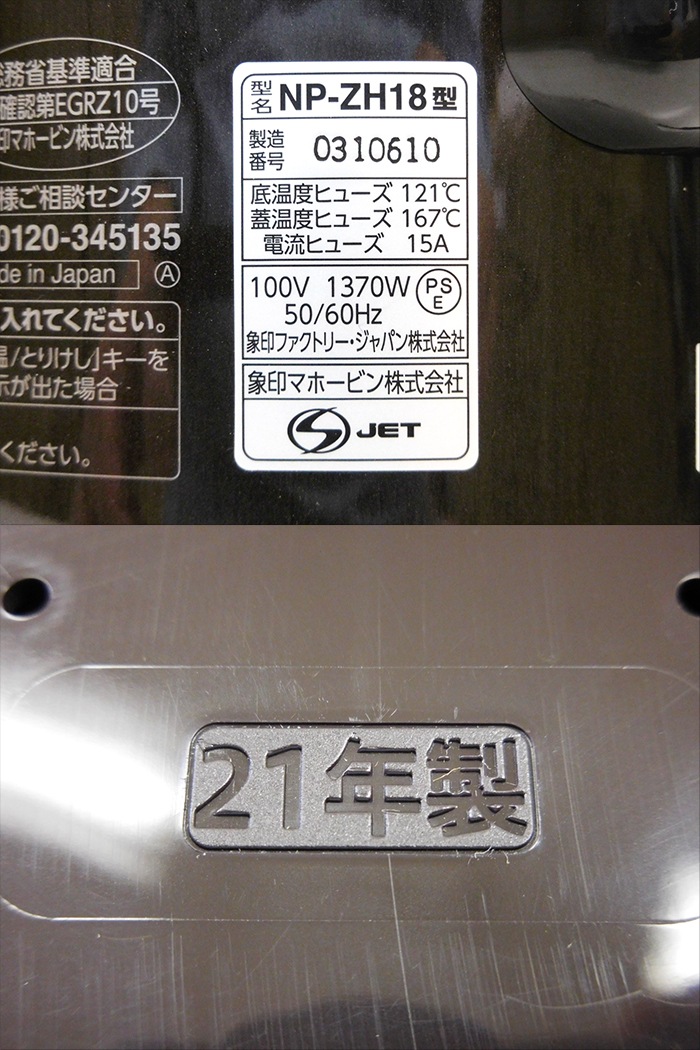 総務省基準適合
確認第EGRZ10号
象印マホービン株式会社
様ご相談センター
0120-345135
de in Japan Ⓐ
入れてください。
温/とりけし」キーを
示が出た場合
ください。
型名 NP-ZH18型
製造番号 0310610
底温度ヒューズ 121℃
蓋温度ヒューズ 167℃
電流ヒューズ 15A
100V 1370W PSE
50/60Hz
象印ファクトリー・ジャパン株式会社
象印マホービン株式会社
JET
21年製